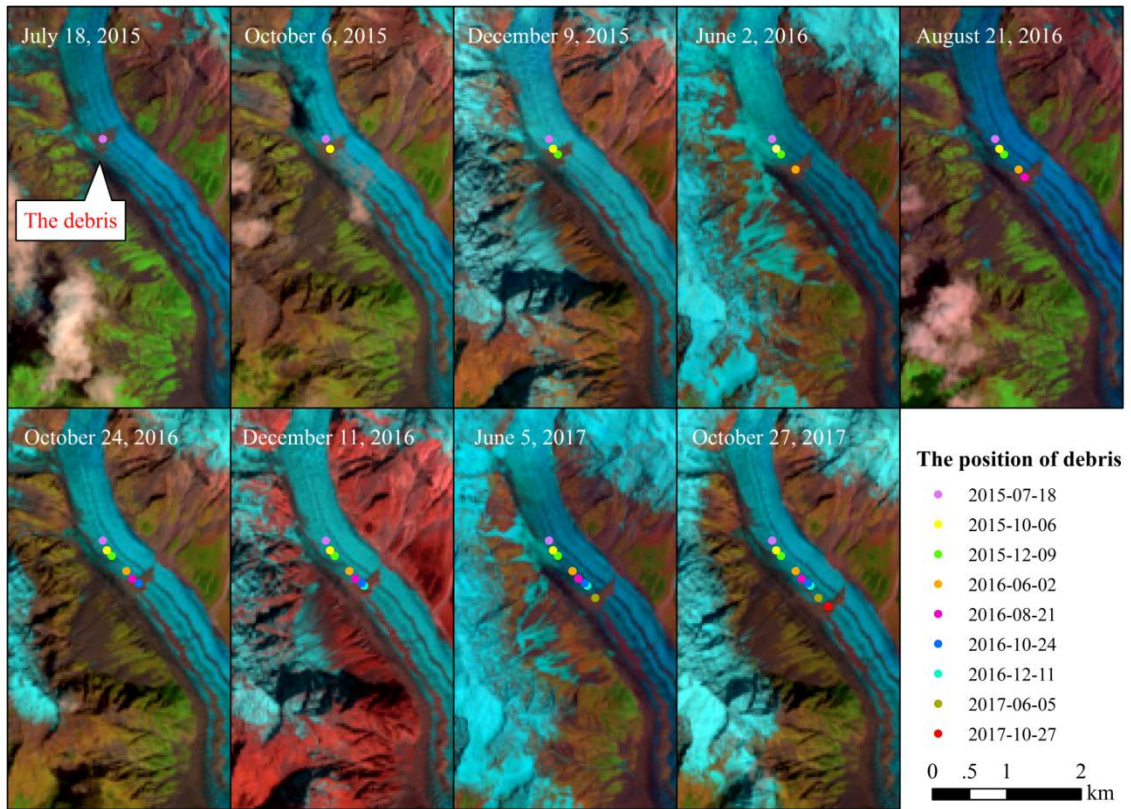 July 18, 2015
October 6, 2015
December 9, 2015
June 2, 2016
August 21, 2016
The debris
October 24, 2016
December 11, 2016
June 5, 2017
October 27, 2017
The position of debris
2015-07-18
2015-10-06
2015-12-09
2016-06-02
2016-08-21
2016-10-24
2016-12-11
2017-06-05
2017-10-27
0 .5 1 2
km